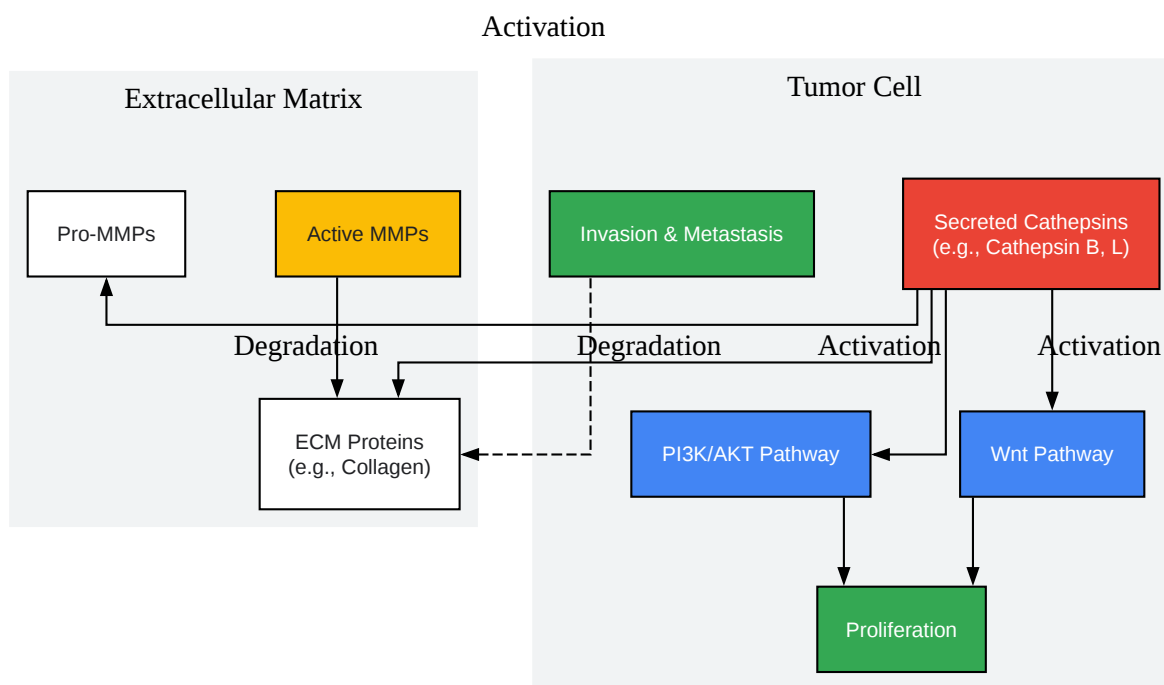 Activation
Extracellular Matrix
Tumor Cell
Pro-MMPs
Active MMPs
Invasion & Metastasis
Secreted Cathepsins
(e.g., Cathepsin B, L)
Degradation
Degradation
Activation
Activation
ECM Proteins
(e.g., Collagen)
PI3K/AKT Pathway
Wnt Pathway
Proliferation